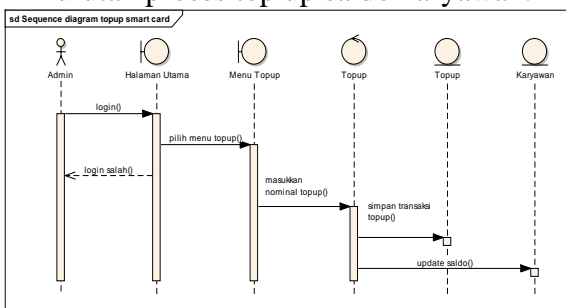 sd Sequence diagram topup smart card
Admin
Halaman Utama
Menu Topup
Topup
Topup
Karyawan
login()
pilih menu topup()
login salah()
masukkan
nominal topup()
simpan transaksi
topup()
update saldo()